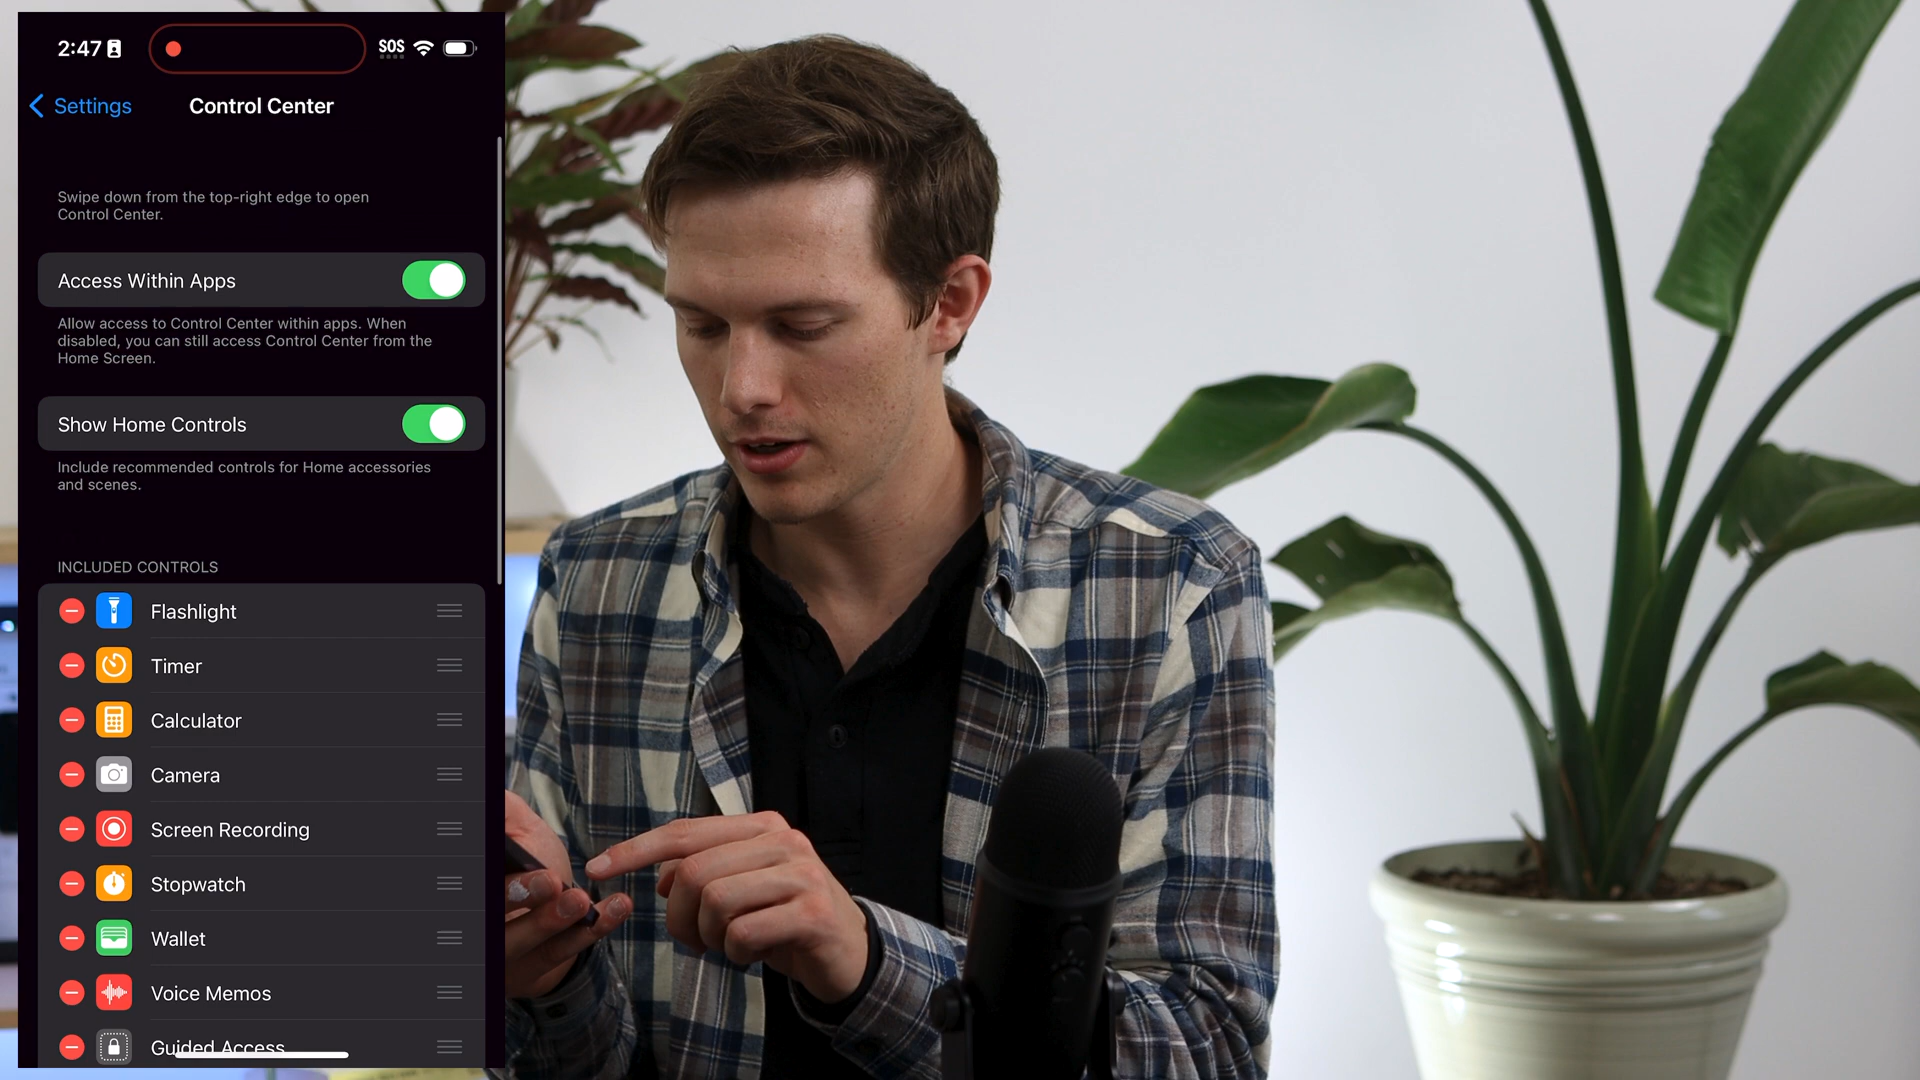 2:47
SOS
Settings
Control Center
Swipe down from the top-right edge to open
Control Center.
Access Within Apps
Allow access to Control Center within apps. When
disabled, you can still access Control Center from the
Home Screen.
Show Home Controls
Include recommended controls for Home accessories
and scenes.
INCLUDED CONTROLS
Flashlight
Timer
Calculator
Camera
Screen Recording
Stopwatch
Wallet
Voice Memos
Guided Access